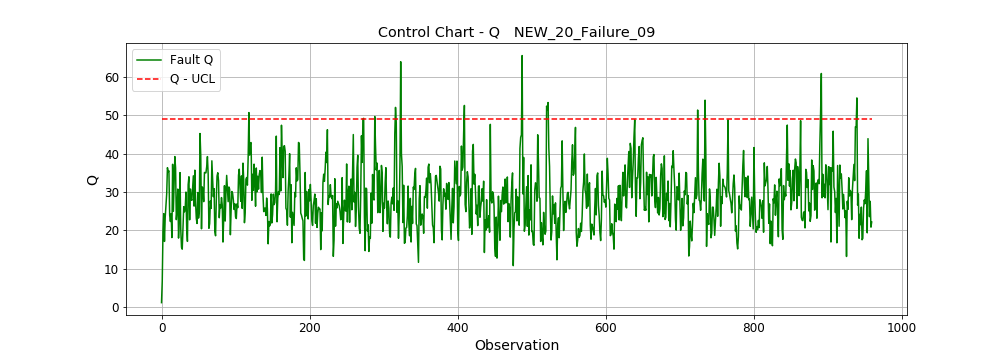 Control Chart - Q   NEW_20_Failure_09
Fault Q
Q - UCL
Q
60
50
40
30
20
10
0
0 200 400 600 800 1000
Observation